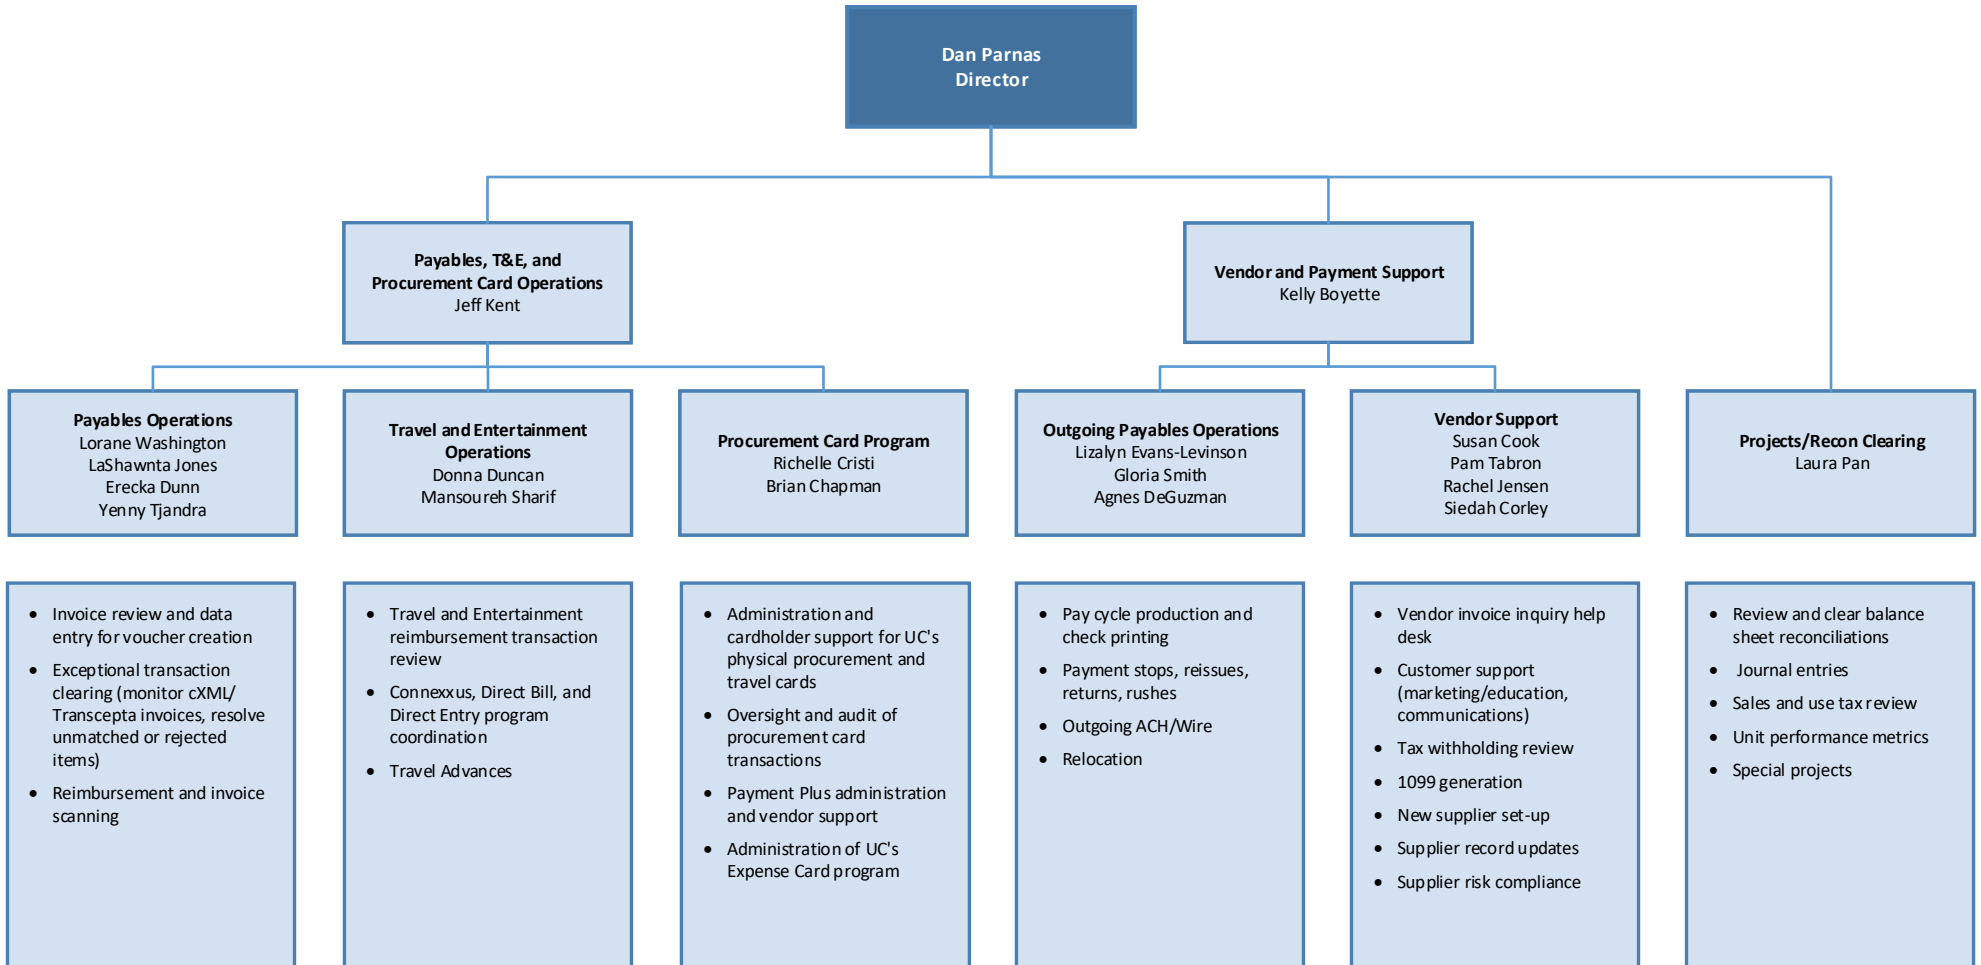 Dan Parnas
Director
Payables, T&E, and
Procurement Card Operations
Jeff Kent
Vendor and Payment Support
Kelly Boyette
Payables Operations
Lorane Washington
LaShawnta Jones
Erecka Dunn
Yenny Tjandra
Travel and Entertainment
Operations
Donna Duncan
Mansoureh Sharif
Procurement Card Program
Richelle Cristi
Brian Chapman
Outgoing Payables Operations
Lizalyn Evans-Levinson
Gloria Smith
Agnes DeGuzman
Vendor Support
Susan Cook
Pam Tabron
Rachel Jensen
Siedah Corley
Projects/Recon Clearing
Laura Pan
• Invoice review and data
entry for voucher creation
• Exceptional transaction
clearing (monitor cXML/
Transcepta invoices, resolve
unmatched or rejected
items)
• Reimbursement and invoice
scanning
• Travel and Entertainment
reimbursement transaction
review
• Connexxus, Direct Bill, and
Direct Entry program
coordination
• Travel Advances
• Administration and
cardholder support for UC's
physical procurement and
travel cards
• Oversight and audit of
procurement card
transactions
• Payment Plus administration
and vendor support
• Administration of UC's
Expense Card program
• Pay cycle production and
check printing
• Payment stops, reissues,
returns, rushes
• Outgoing ACH/Wire
• Relocation
• Vendor invoice inquiry help
desk
• Customer support
(marketing/education,
communications)
• Tax withholding review
• 1099 generation
• New supplier set-up
• Supplier record updates
• Supplier risk compliance
• Review and clear balance
sheet reconciliations
• Journal entries
• Sales and use tax review
• Unit performance metrics
• Special projects